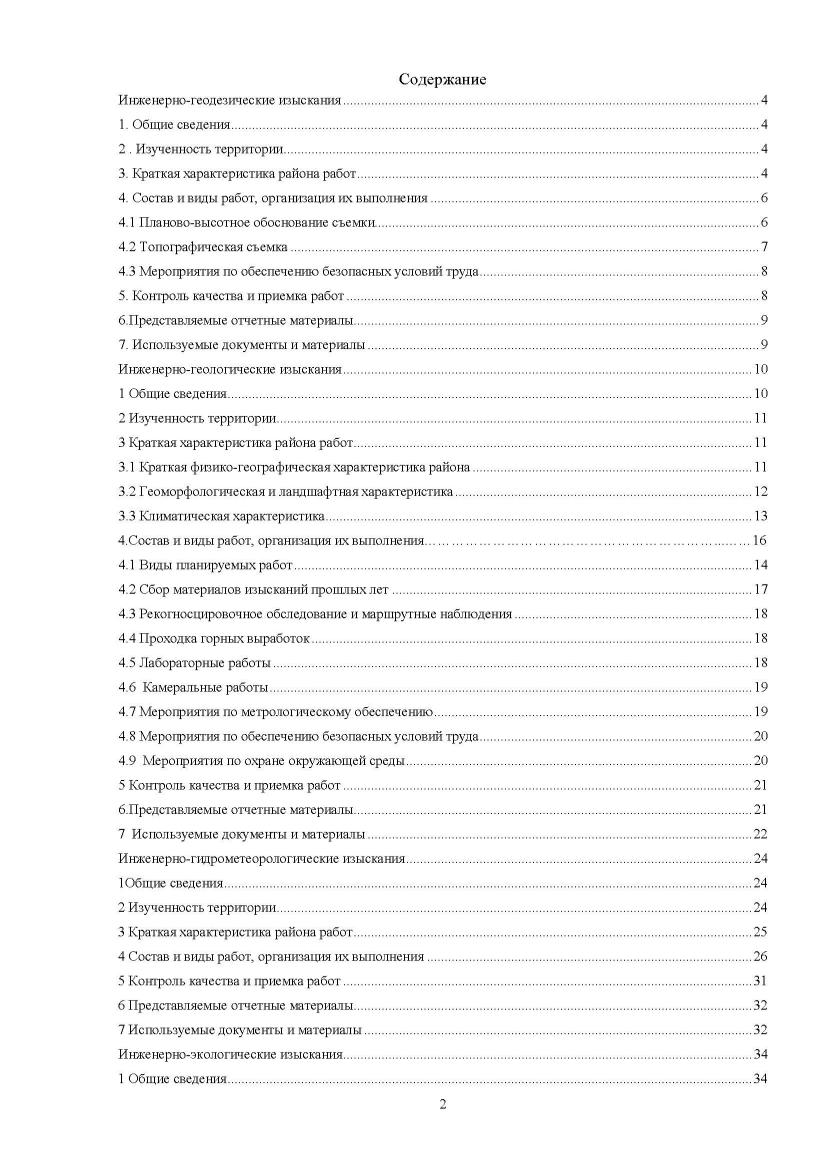 Содержание
Инженерно-геодезические изыскания........................................4
1. Общие сведения........................................4
2 . Изученность территории........................................4
3. Краткая характеристика района работ........................................4
4. Состав и виды работ, организация их выполнения........................................6
4.1 Планово-высотное обоснование съемки........................................6
4.2 Топографическая съемка........................................7
4.3 Мероприятия по обеспечению безопасных условий труда........................................8
5. Контроль качества и приемка работ........................................8
6.Представляемые отчетные материалы........................................9
7. Используемые документы и материалы........................................9
Инженерно-геологические изыскания........................................10
1 Общие сведения........................................10
2 Изученность территории........................................11
3 Краткая характеристика района работ........................................11
3.1 Краткая физико-географическая характеристика района........................................11
3.2 Геоморфологическая и ландшафтная характеристика........................................12
3.3 Климатическая характеристика........................................13
4.Состав и виды работ, организация их выполнения………………………………………16
4.1 Виды планируемых работ........................................14
4.2 Сбор материалов изысканий прошлых лет........................................17
4.3 Рекогносцировочное обследование и маршрутные наблюдения........................................18
4.4 Проходка горных выработок........................................18
4.5 Лабораторные работы........................................18
4.6 Камеральные работы........................................19
4.7 Мероприятия по метрологическому обеспечению........................................19
4.8 Мероприятия по обеспечению безопасных условий труда........................................20
4.9 Мероприятия по охране окружающей среды........................................20
5 Контроль качества и приемка работ........................................21
6.Представляемые отчетные материалы........................................21
7 Используемые документы и материалы........................................22
Инженерно-гидрометеорологические изыскания........................................24
1Общие сведения........................................24
2 Изученность территории........................................24
3 Краткая характеристика района работ........................................25
4 Состав и виды работ, организация их выполнения........................................26
5 Контроль качества и приемка работ........................................31
6 Представляемые отчетные материалы........................................32
7 Используемые документы и материалы........................................32
Инженерно-экологические изыскания........................................34
1 Общие сведения........................................34
2